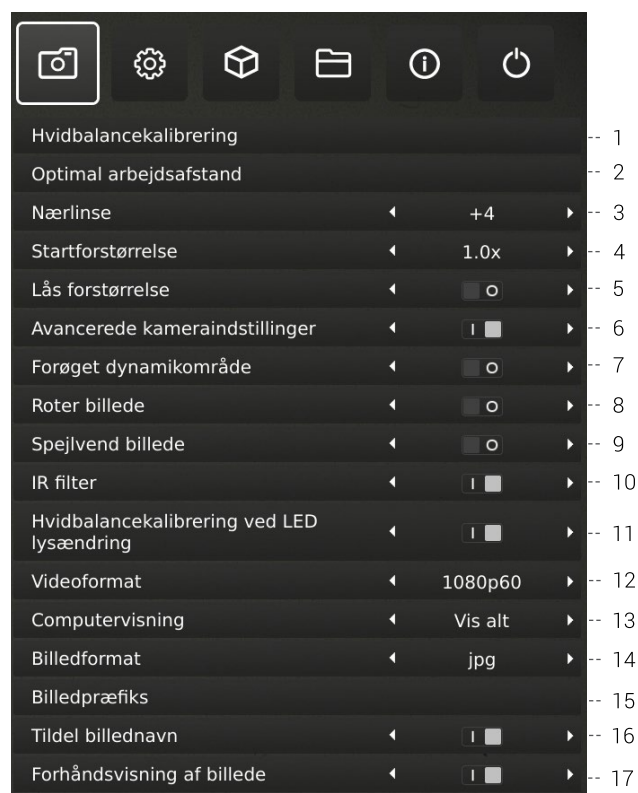 Hvidbalancekalibrering -- 1
Optimal arbejdsafstand -- 2
Nærlinse +4 -- 3
Startforstørrelse 1.0x -- 4
Lås forstørrelse O -- 5
Avancerede kameraindstillinger I -- 6
Forøget dynamikområde O -- 7
Roter billede O -- 8
Spejlvend billede O -- 9
IR filter I -- 10
Hvidbalancekalibrering ved LED
lysændring I -- 11
Videoformat 1080p60 -- 12
Computervisning Vis alt -- 13
Billedformat jpg -- 14
Billedpræfiks -- 15
Tildel billednavn I -- 16
Forhåndsvisning af billede I -- 17